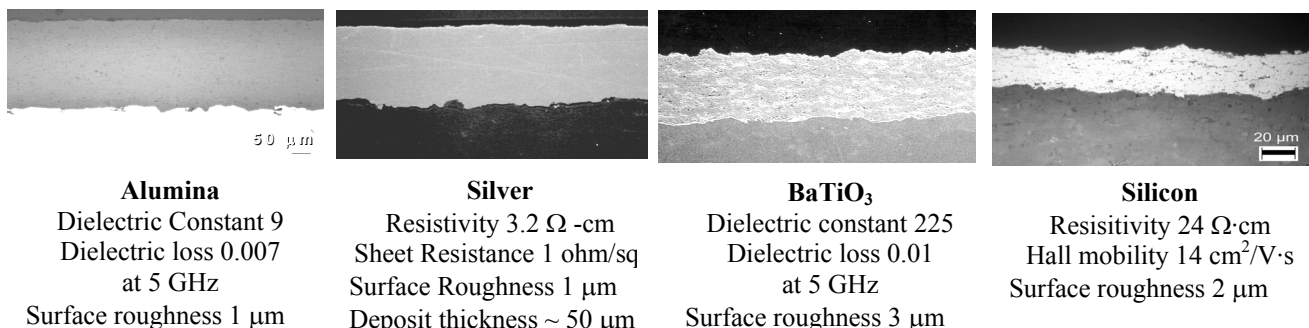 50 μm
20 μm
Alumina
Dielectric Constant 9
Dielectric loss 0.007
at 5 GHz
Surface roughness 1 μm
Silver
Resistivity 3.2 Ω -cm
Sheet Resistance 1 ohm/sq
Surface Roughness 1 μm
Deposit thickness ~ 50 μm
BaTiO₃
Dielectric constant 225
Dielectric loss 0.01
at 5 GHz
Surface roughness 3 μm
Silicon
Resisitivity 24 Ω·cm
Hall mobility 14 cm²/V·s
Surface roughness 2 μm